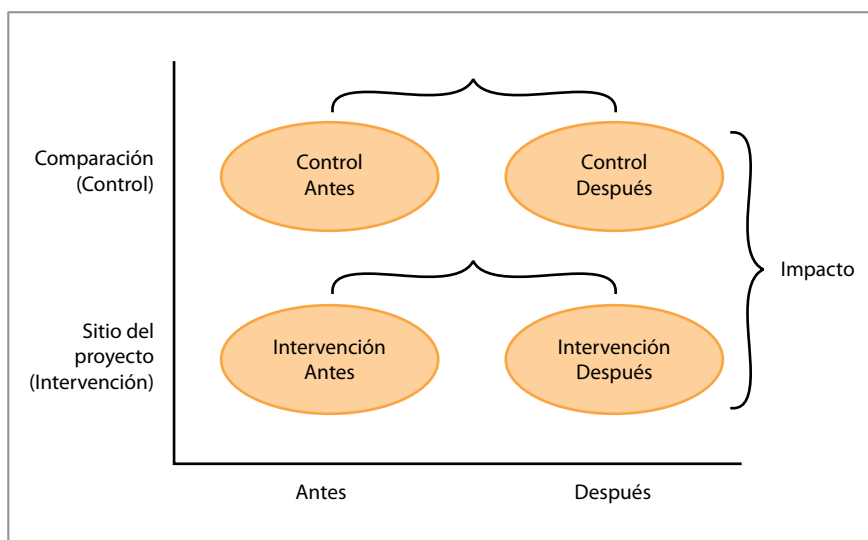 Comparación
(Control)
Control
Antes
Control
Después
Impacto
Sitio del
proyecto
(Intervención)
Intervención
Antes
Intervención
Después
Antes
Después